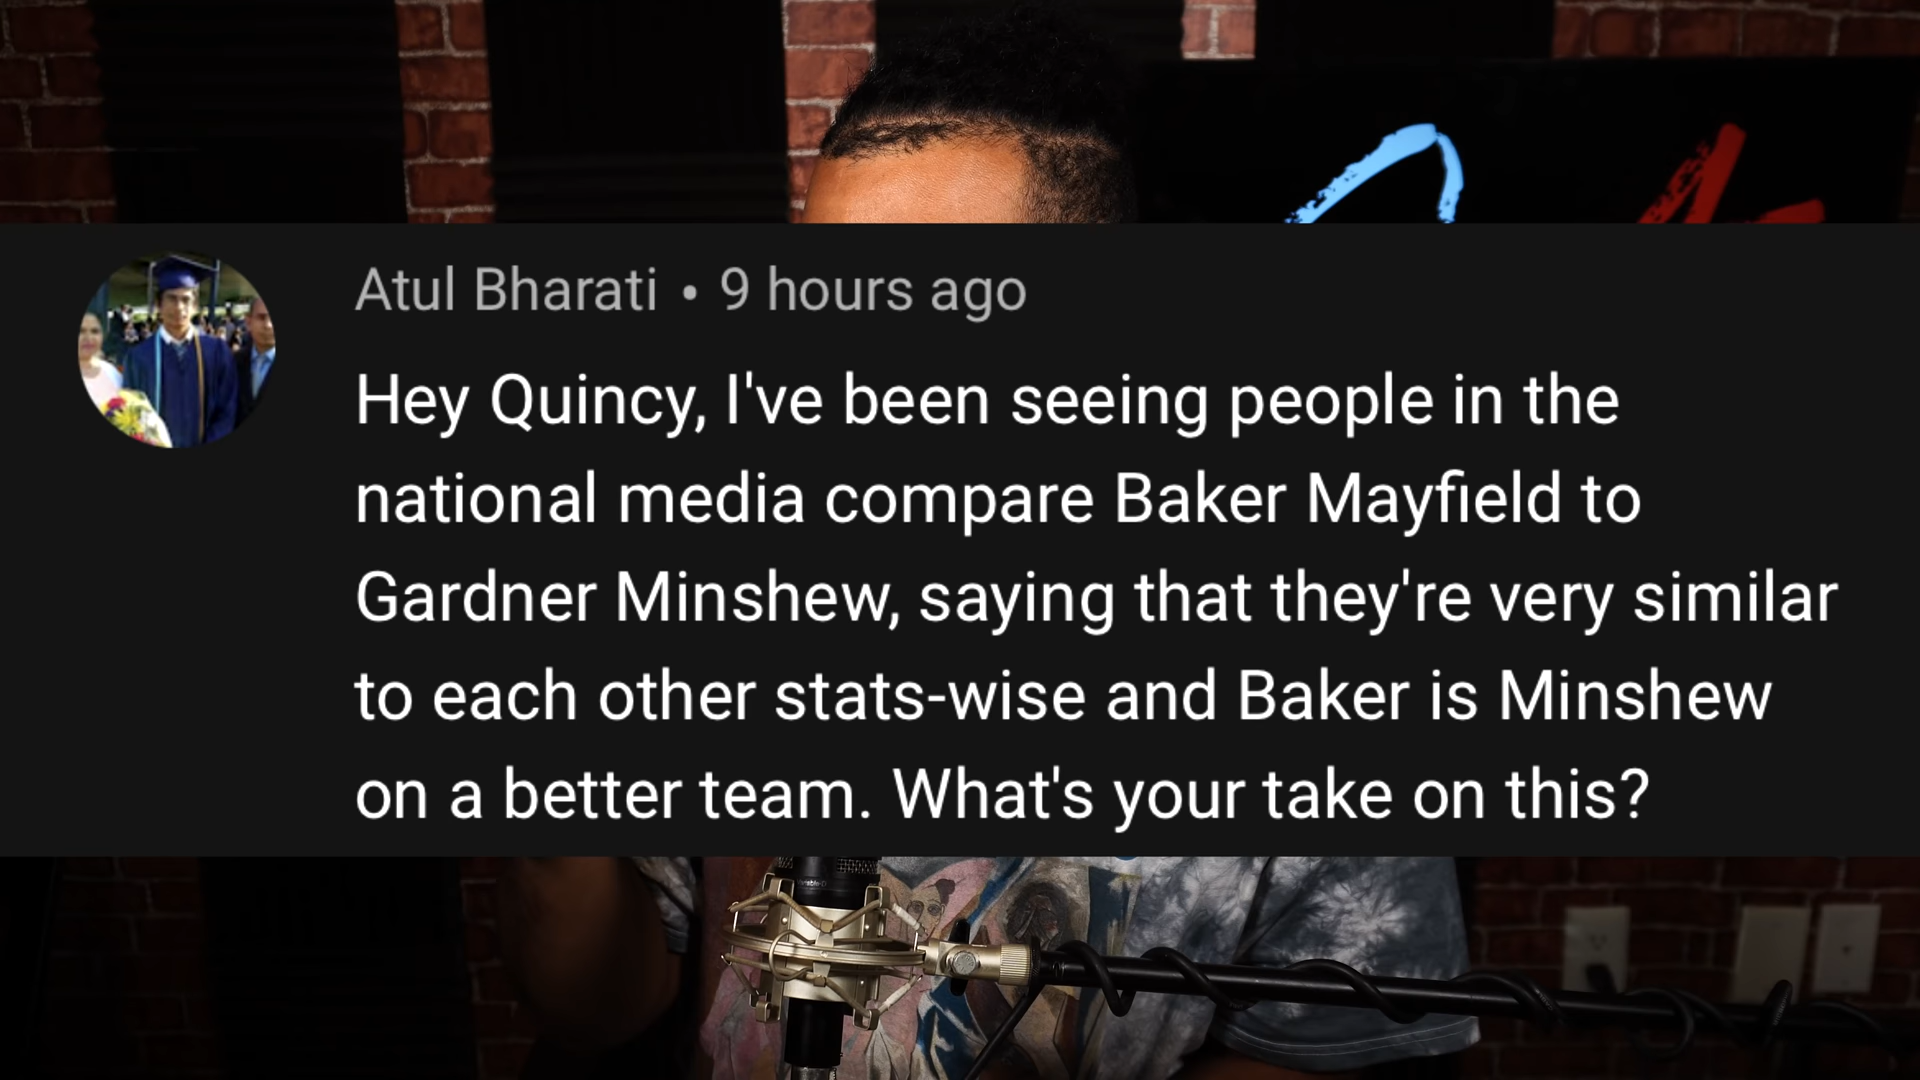 Atul Bharati • 9 hours ago
Hey Quincy, I've been seeing people in the
national media compare Baker Mayfield to
Gardner Minshew, saying that they're very similar
to each other stats-wise and Baker is Minshew
on a better team. What's your take on this?